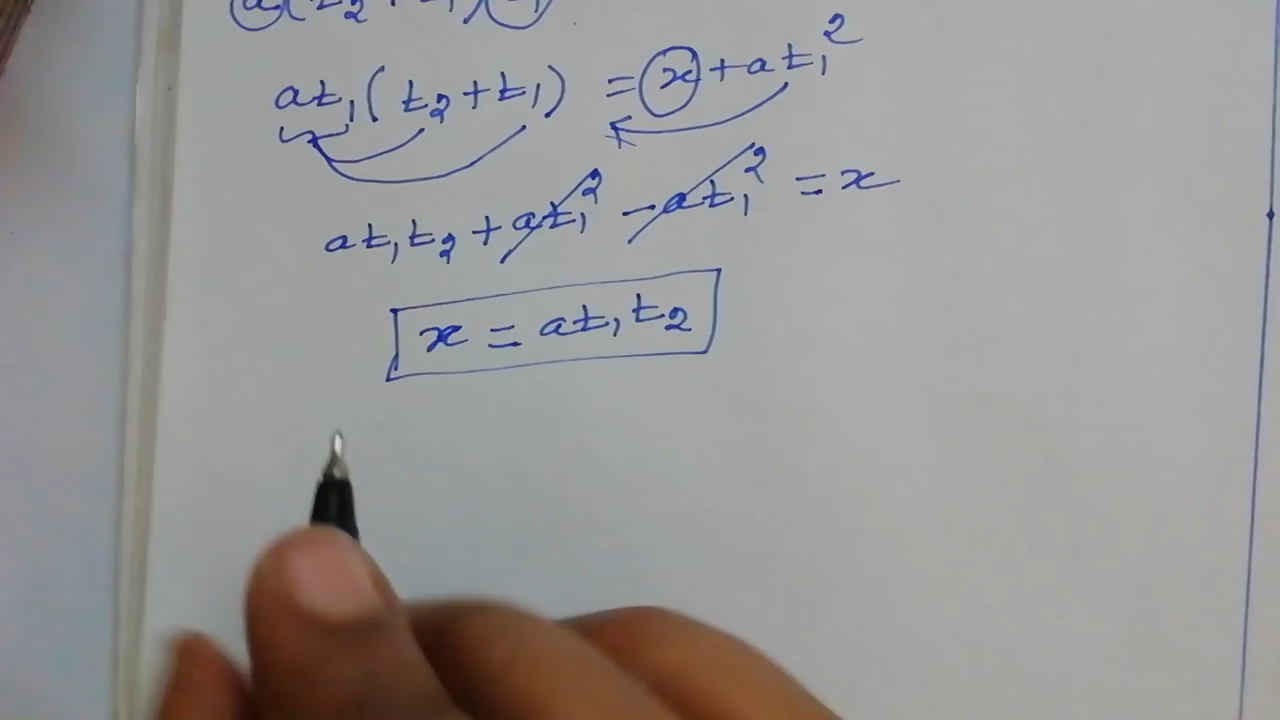 at₁(t₂+t₁) = x+at₁²
at₁t₂ + at₁² - at₁² = x
x = at₁t₂